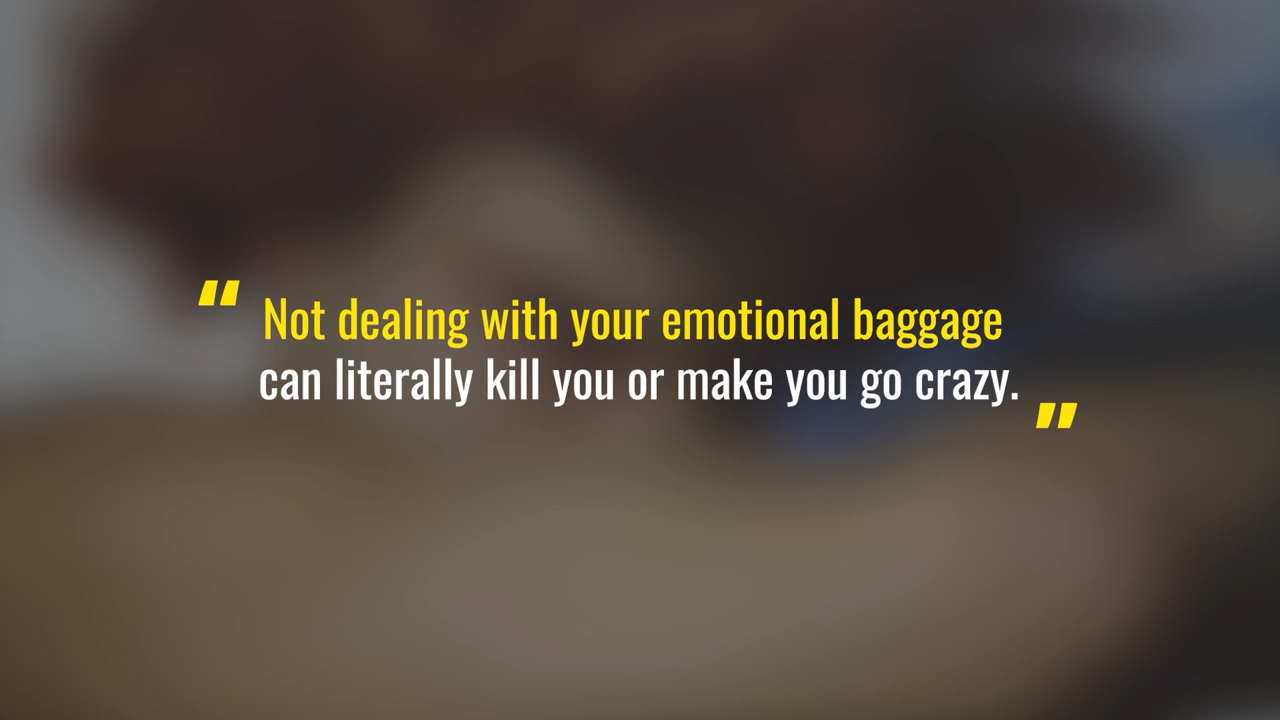 “Not dealing with your emotional baggage
can literally kill you or make you go crazy.”